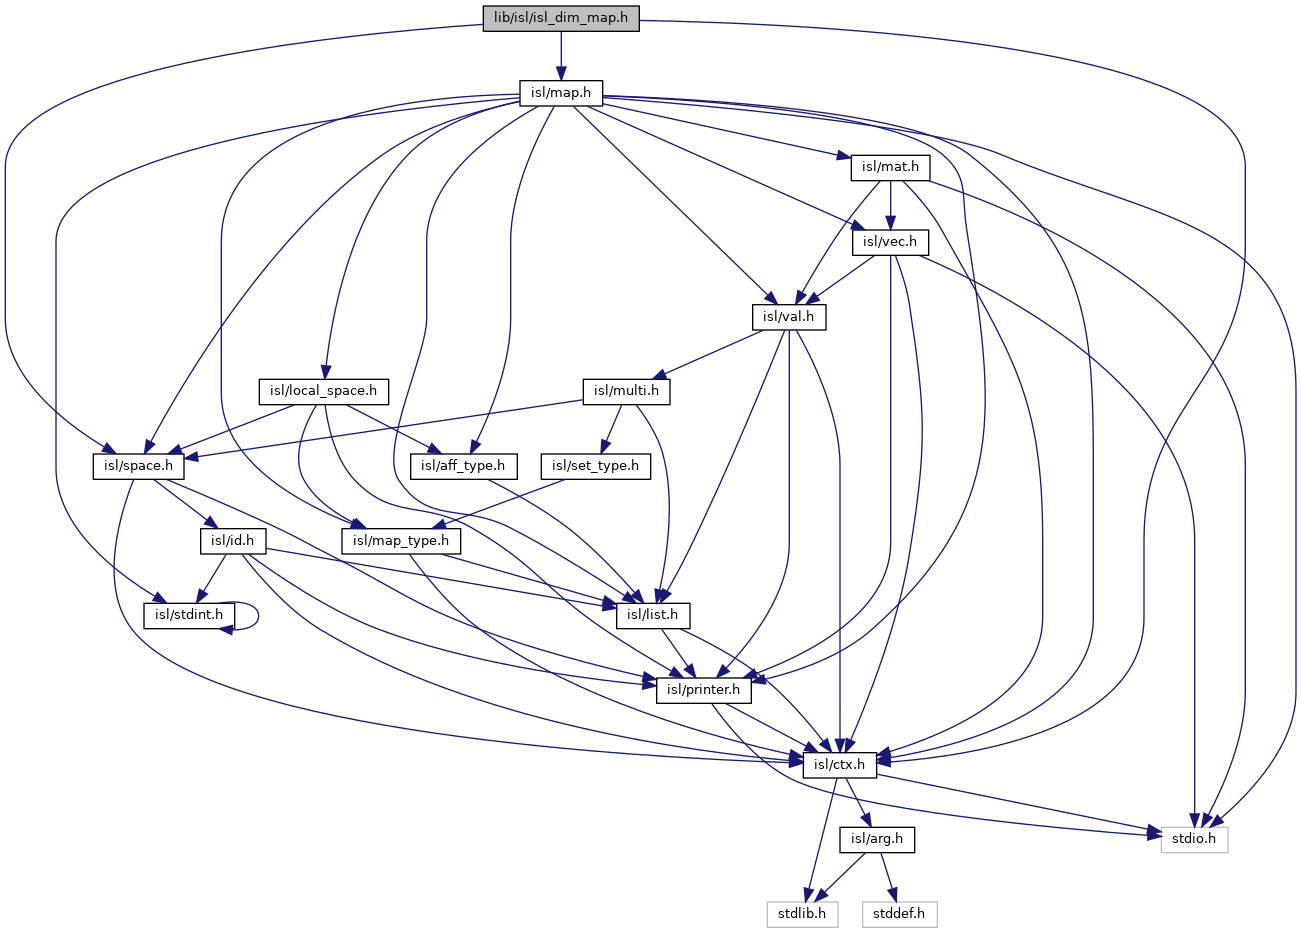 lib/isl/isl_dim_map.h
isl/map.h
isl/mat.h
isl/vec.h
isl/val.h
isl/local_space.h
isl/multi.h
isl/space.h
isl/aff_type.h
isl/set_type.h
isl/id.h
isl/map_type.h
isl/stdint.h
isl/list.h
isl/printer.h
isl/ctx.h
isl/arg.h
stdio.h
stdlib.h
stddef.h